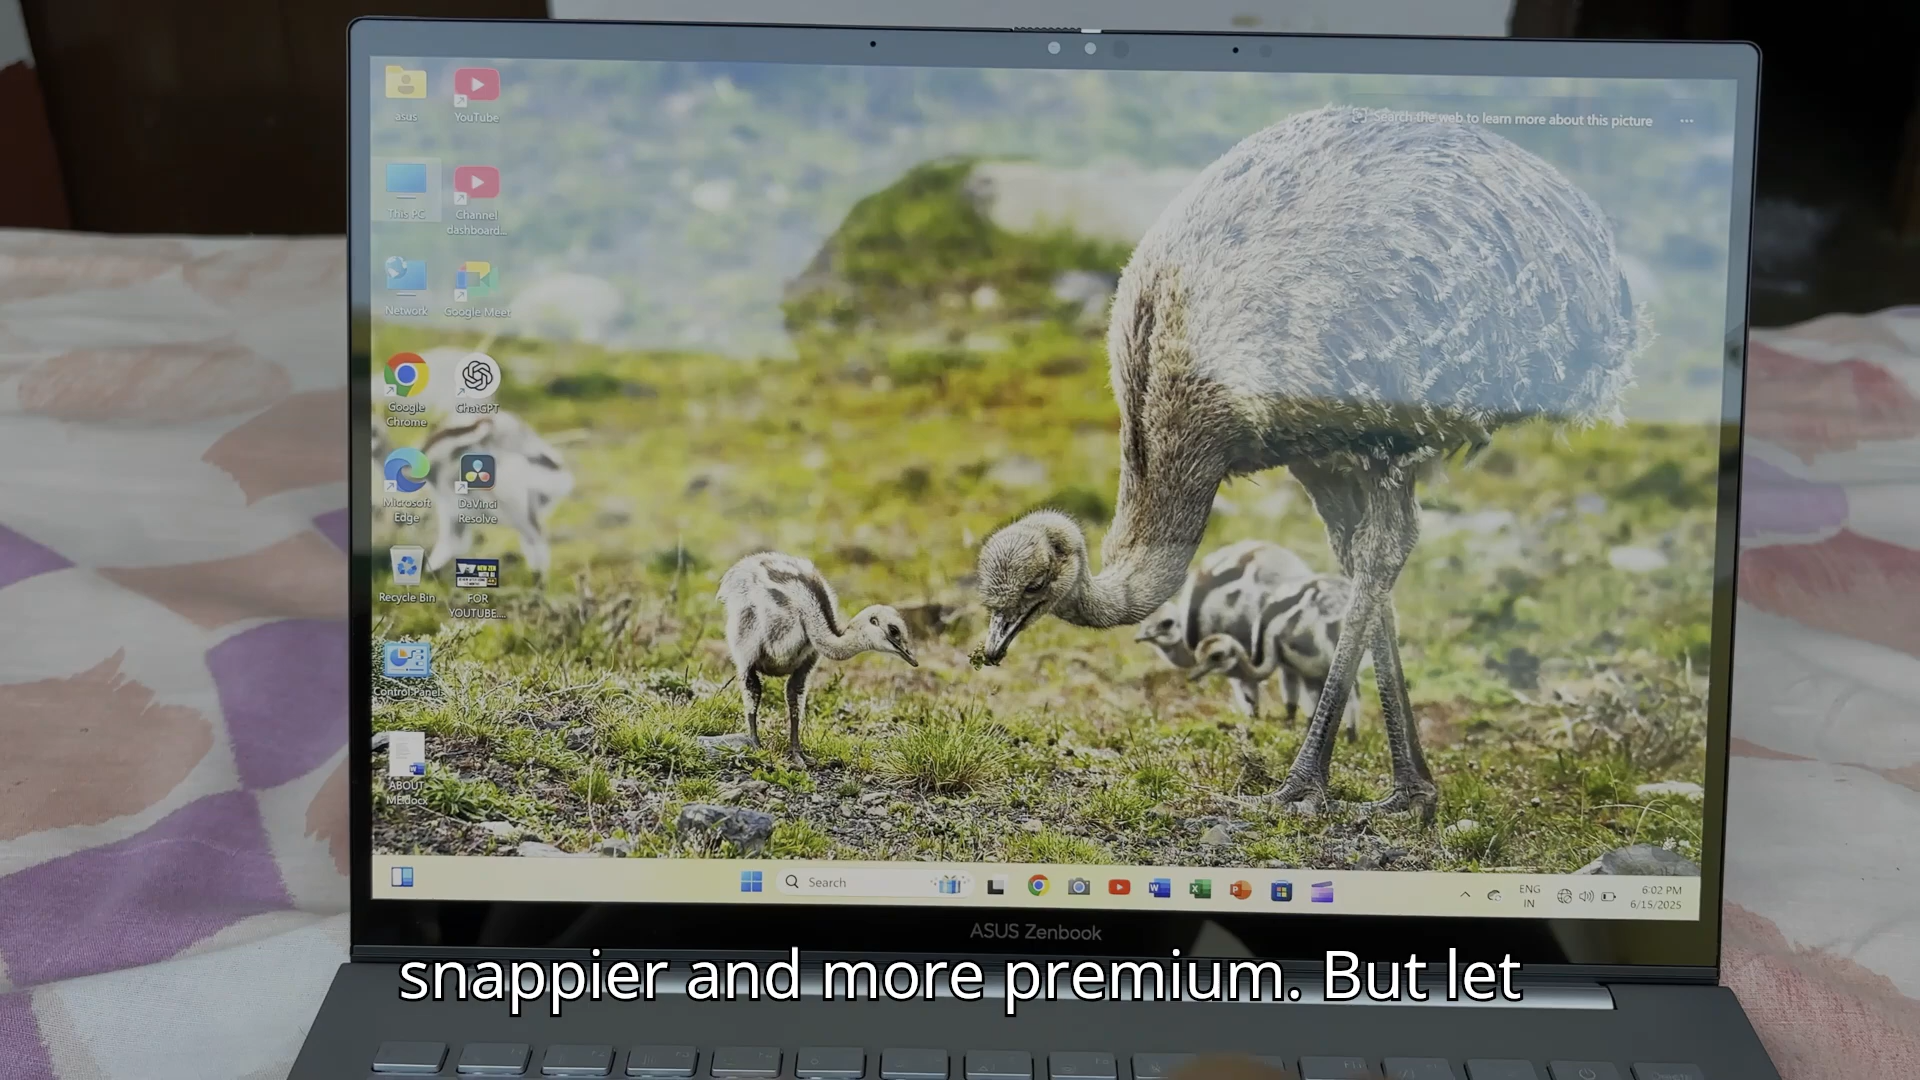 asus
YouTube
Search the web to learn more about this picture
This PC
Channel
dashboard...
Network
Google Meet
Google
Chrome
ChatGPT
Microsoft
Edge
DaVinci
Resolve
Recycle Bin
FOR
YOUTUBE....
Control Panel
ABOUT
ME.docx
Search
ENG
IN
6:02 PM
6/15/2025
ASUS Zenbook
snappier and more premium. But let